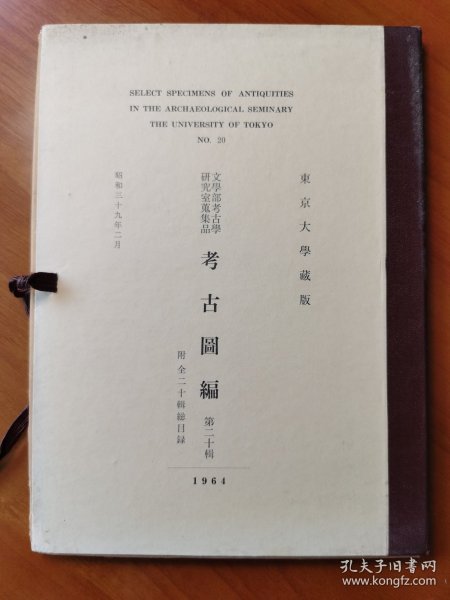 SELECT SPECIMENS OF ANTIQUITIES
IN THE ARCHAEOLOGICAL SEMINARY
THE UNIVERSITY OF TOKYO
NO. 20
東京大學藏版
文學部考古學
研究室蒐集品
考古圖編
第二十輯
附 全二十輯總目録
昭和三十九年二月
1964
孔夫子旧书网
www.kongfz.com